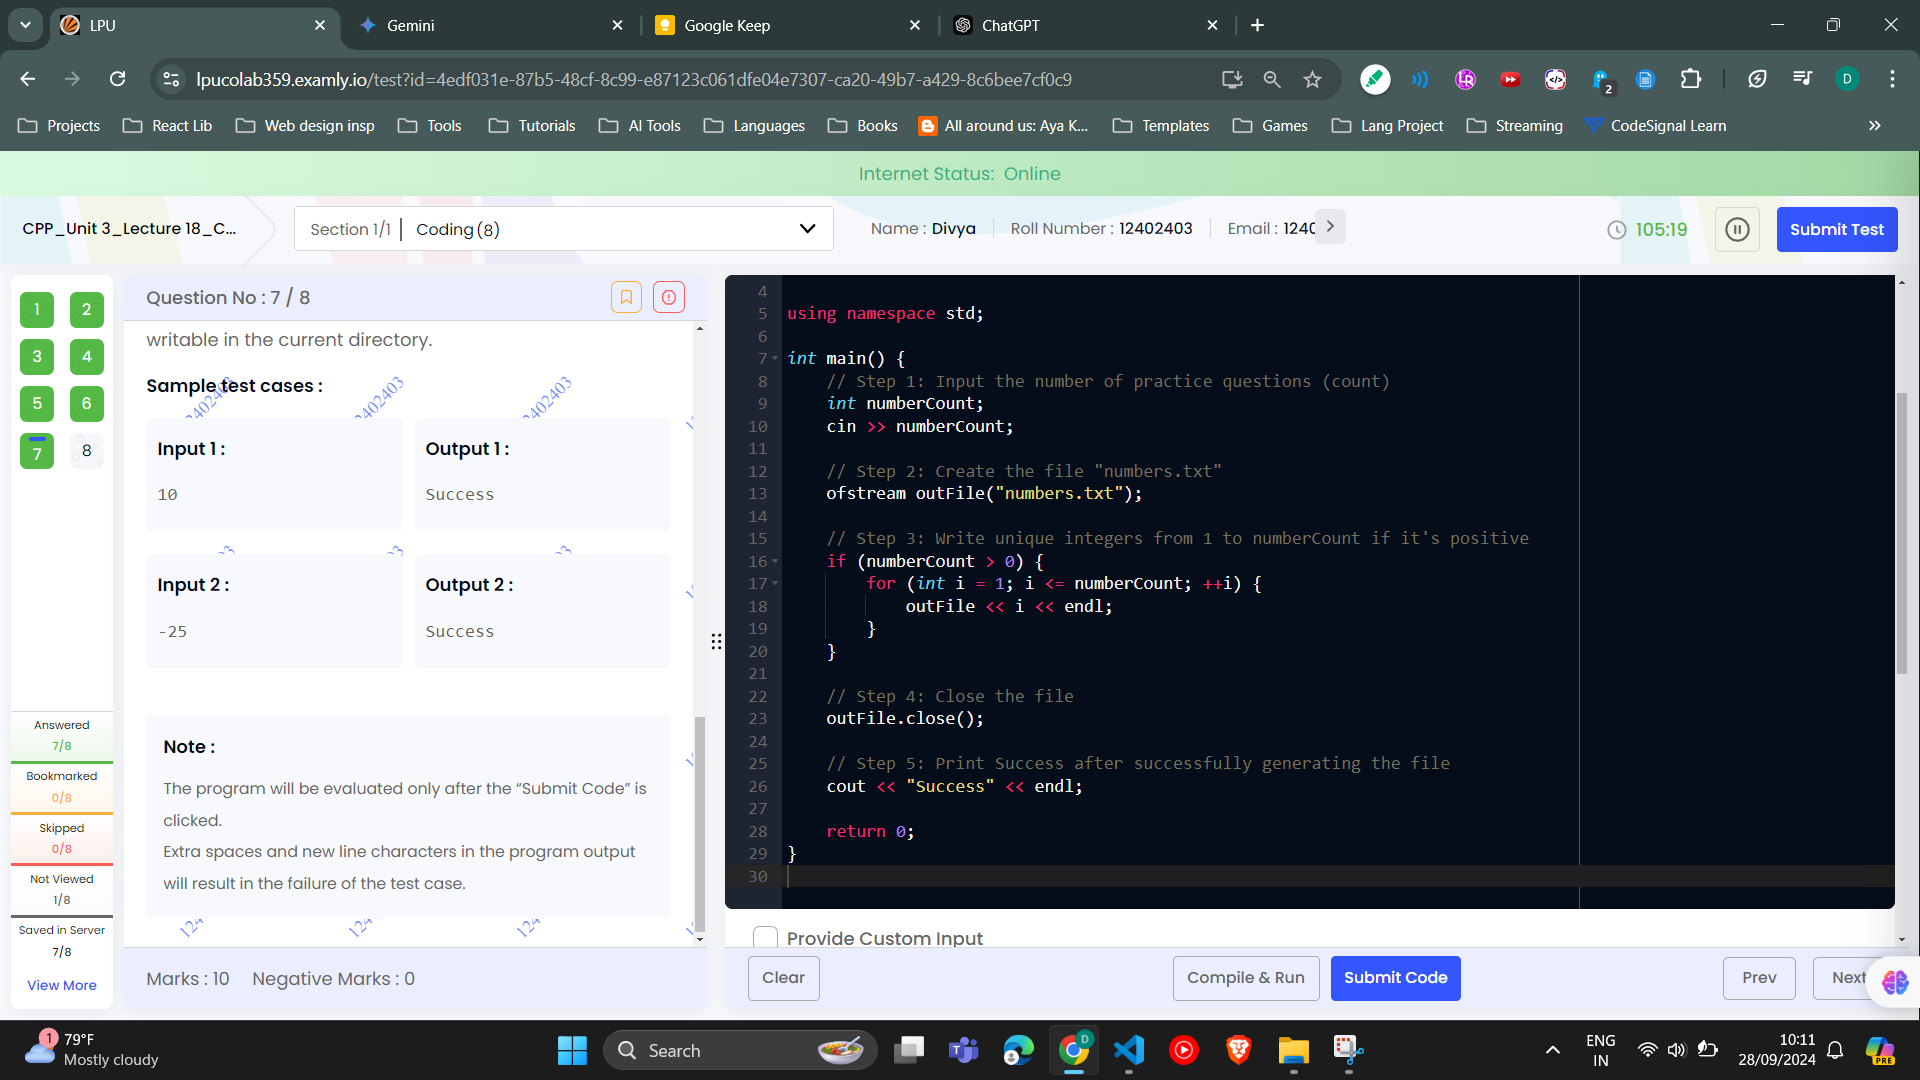 LPU
Gemini
Google Keep
ChatGPT
lpucolab359.examly.io/test?id=4edf031e-87b5-48cf-8c99-e87123c061dfe04e7307-ca20-49b7-a429-8c6bee7cf0c9
2
D
Projects
React Lib
Web design insp
Tools
Tutorials
AI Tools
Languages
Books
All around us: Aya K...
Templates
Games
Lang Project
Streaming
CodeSignal Learn
Internet Status: Online
CPP_Unit 3_Lecture 18_C...
Section 1/1 | Coding (8)
Name : Divya
Roll Number : 12402403
Email : 1240
105:19
Submit Test
1 2
3 4
5 6
7 8
Answered
7/8
Bookmarked
0/8
Skipped
0/8
Not Viewed
1/8
Saved in Server
7/8
View More
Question No : 7 / 8
writable in the current directory.
Sample test cases :
Input 1 :
10
Output 1 :
Success
Input 2 :
-25
Output 2 :
Success
Note :
The program will be evaluated only after the “Submit Code” is
clicked.
Extra spaces and new line characters in the program output
will result in the failure of the test case.
Marks : 10 Negative Marks : 0
4
5 using namespace std;
6
7 int main() {
8 // Step 1: Input the number of practice questions (count)
9 int numberCount;
10 cin >> numberCount;
11
12 // Step 2: Create the file "numbers.txt"
13 ofstream outFile("numbers.txt");
14
15 // Step 3: Write unique integers from 1 to numberCount if it's positive
16 if (numberCount > 0) {
17 for (int i = 1; i <= numberCount; ++i) {
18 outFile << i << endl;
19 }
20 }
21
22 // Step 4: Close the file
23 outFile.close();
24
25 // Step 5: Print Success after successfully generating the file
26 cout << "Success" << endl;
27
28 return 0;
29 }
30
Provide Custom Input
Clear
Compile & Run
Submit Code
Prev
Next
1
79°F
Mostly cloudy
Search
D
ENG
IN
10:11
28/09/2024
PRE